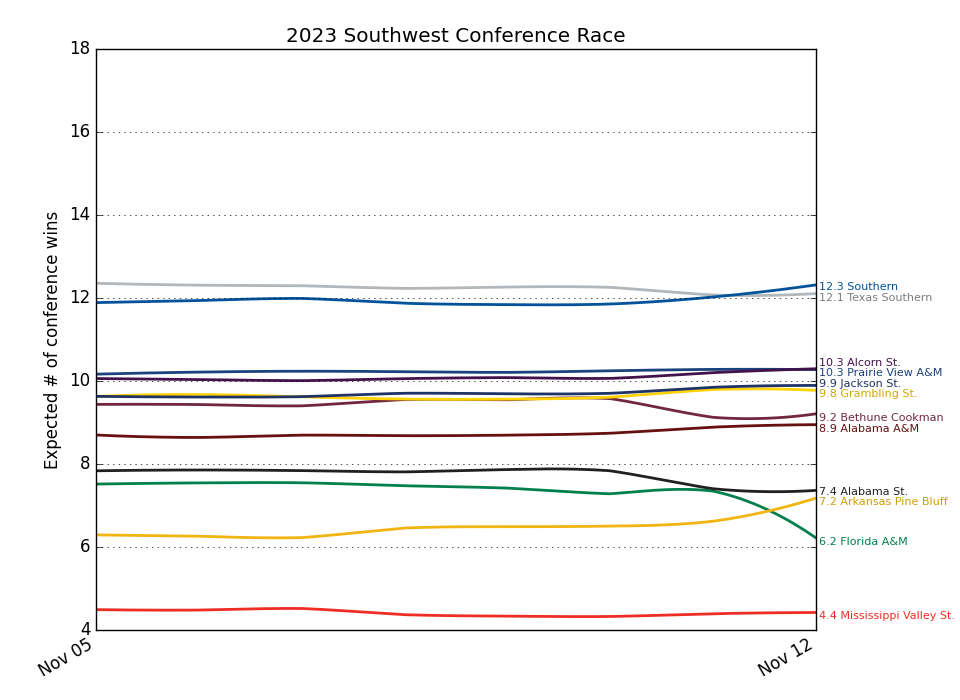 2023 Southwest Conference Race
Expected # of conference wins
18
16
14
12
10
8
6
4
Nov 05
Nov 12
12.3 Southern
12.1 Texas Southern
10.3 Alcorn St.
10.3 Prairie View A&M
9.9 Jackson St.
9.8 Grambling St.
9.2 Bethune Cookman
8.9 Alabama A&M
7.4 Alabama St.
7.2 Arkansas Pine Bluff
6.2 Florida A&M
4.4 Mississippi Valley St.